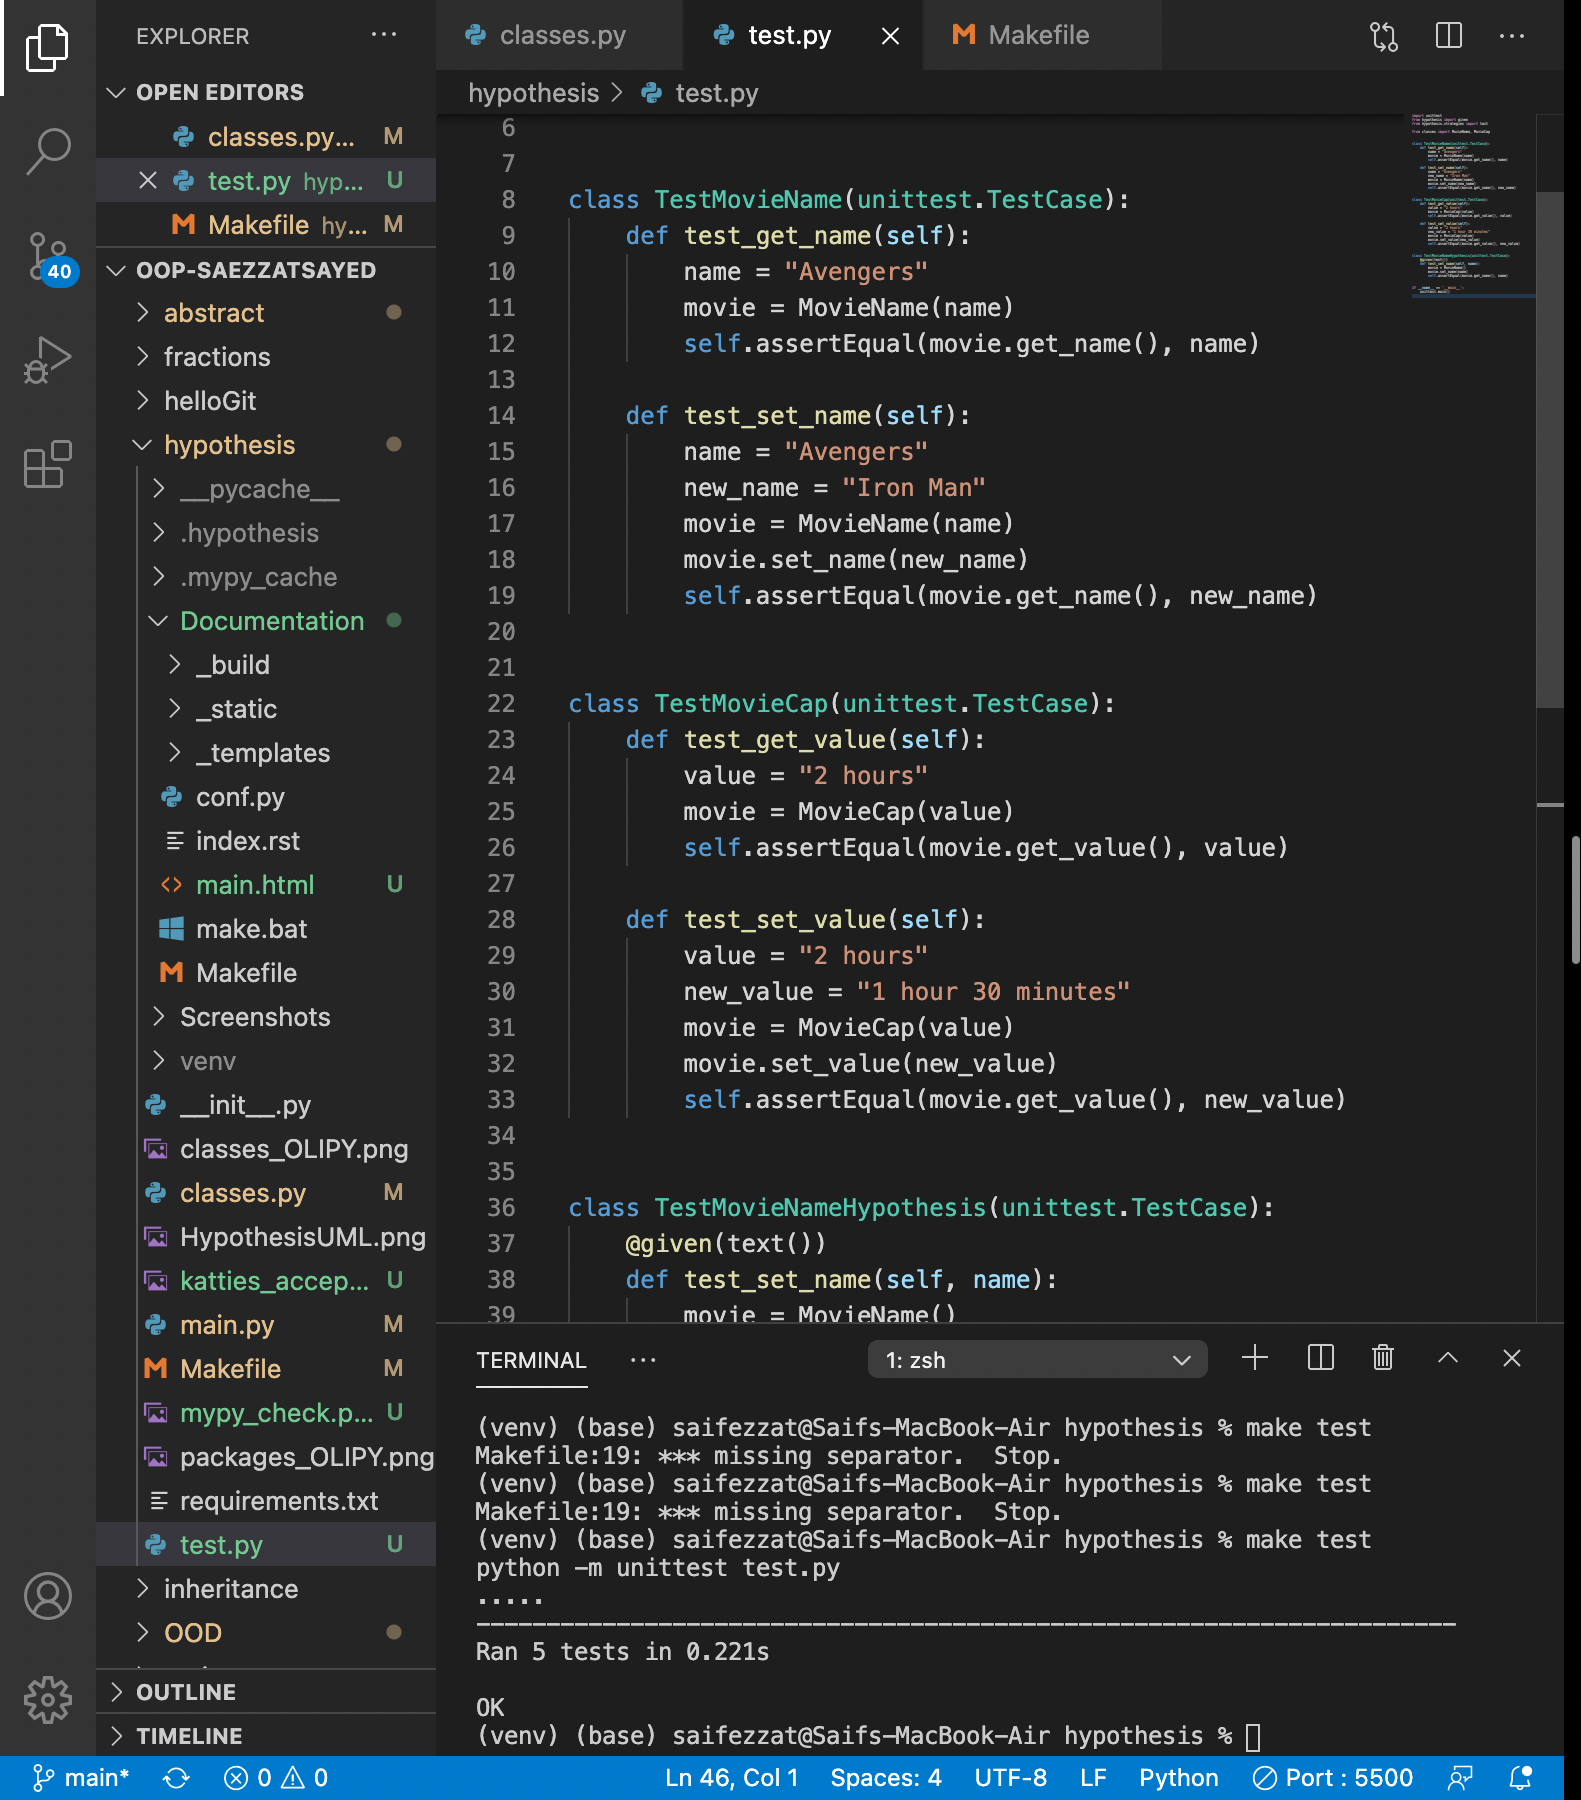 EXPLORER
classes.py
test.py
Makefile
OPEN EDITORS
hypothesis > test.py
classes.py... M
test.py hyp... U
Makefile hy... M
40
OOP-SAEZZATSAYED
abstract
fractions
helloGit
hypothesis
__pycache__
.hypothesis
.mypy_cache
Documentation
_build
_static
_templates
conf.py
index.rst
main.html U
make.bat
Makefile
Screenshots
venv
__init__.py
classes_OLIPY.png
classes.py M
HypothesisUML.png
katties_accep... U
main.py M
Makefile M
mypy_check.p... U
packages_OLIPY.png
requirements.txt
test.py U
inheritance
OOD
OUTLINE
TIMELINE
6
7
8 class TestMovieName(unittest.TestCase):
9     def test_get_name(self):
10         name = "Avengers"
11         movie = MovieName(name)
12         self.assertEqual(movie.get_name(), name)
13
14     def test_set_name(self):
15         name = "Avengers"
16         new_name = "Iron Man"
17         movie = MovieName(name)
18         movie.set_name(new_name)
19         self.assertEqual(movie.get_name(), new_name)
20
21
22 class TestMovieCap(unittest.TestCase):
23     def test_get_value(self):
24         value = "2 hours"
25         movie = MovieCap(value)
26         self.assertEqual(movie.get_value(), value)
27
28     def test_set_value(self):
29         value = "2 hours"
30         new_value = "1 hour 30 minutes"
31         movie = MovieCap(value)
32         movie.set_value(new_value)
33         self.assertEqual(movie.get_value(), new_value)
34
35
36 class TestMovieNameHypothesis(unittest.TestCase):
37     @given(text())
38     def test_set_name(self, name):
39         movie = MovieName()
TERMINAL ... 1: zsh
(venv) (base) saifezzat@Saifs-MacBook-Air hypothesis % make test
Makefile:19: *** missing separator.  Stop.
(venv) (base) saifezzat@Saifs-MacBook-Air hypothesis % make test
Makefile:19: *** missing separator.  Stop.
(venv) (base) saifezzat@Saifs-MacBook-Air hypothesis % make test
python -m unittest test.py
.....
----------------------------------------------------------------------
Ran 5 tests in 0.221s
OK
(venv) (base) saifezzat@Saifs-MacBook-Air hypothesis %
main* 0 0 Ln 46, Col 1 Spaces: 4 UTF-8 LF Python Port : 5500